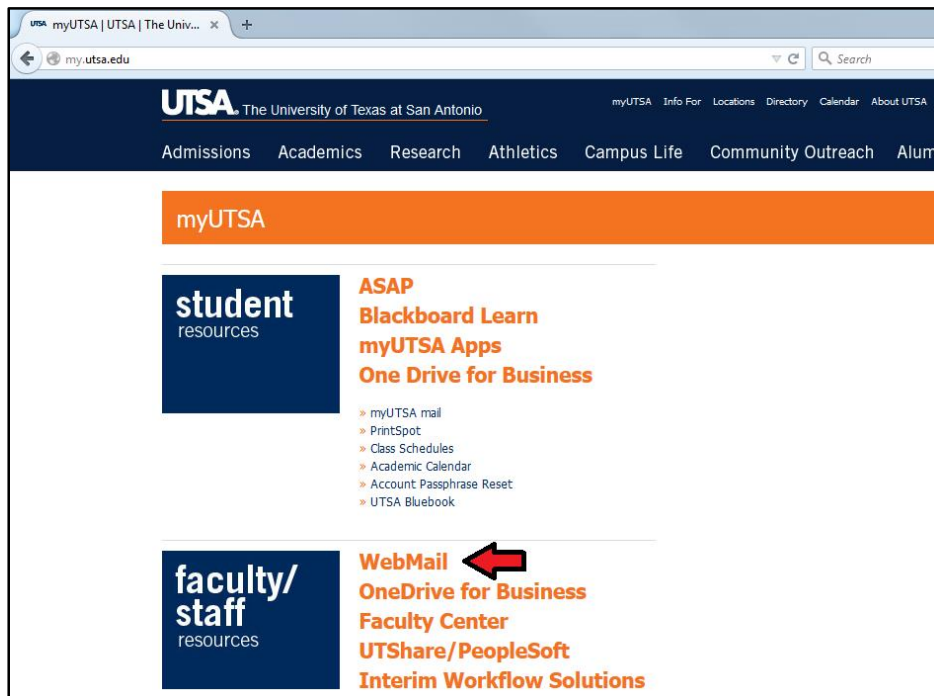 UTSA myUTSA | UTSA | The Univ... × +
my.utsa.edu Search
UTSA. The University of Texas at San Antonio
myUTSA Info For Locations Directory Calendar About UTSA
Admissions Academics Research Athletics Campus Life Community Outreach Alum
myUTSA
student
resources
ASAP
Blackboard Learn
myUTSA Apps
One Drive for Business
» myUTSA mail
» PrintSpot
» Class Schedules
» Academic Calendar
» Account Passphrase Reset
» UTSA Bluebook
faculty/
staff
resources
WebMail
OneDrive for Business
Faculty Center
UTShare/PeopleSoft
Interim Workflow Solutions